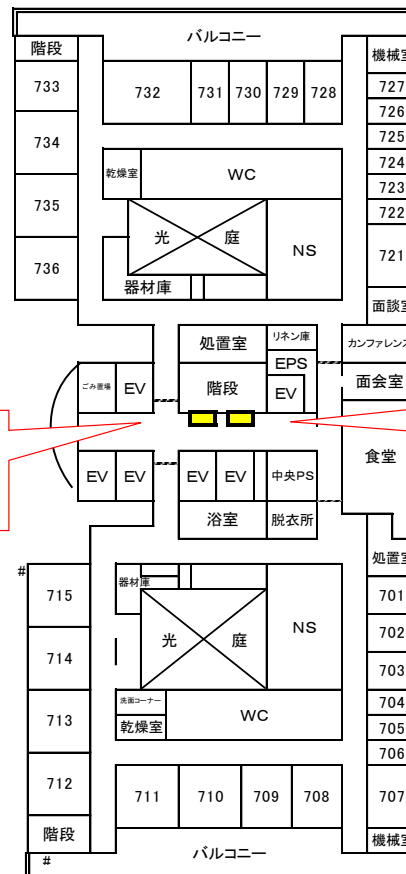 バルコニー
階段
機械室
733
732
731
730
729
728
727
726
725
734
724
乾燥室
WC
723
735
722
光
庭
NS
721
736
器材庫
面談室
処置室
リネン庫
カンファレンス
EPS
ごみ置場
EV
階段
EV
面会室
食堂
EV
EV
EV
EV
中央PS
浴室
脱衣所
処置室
#
715
器材庫
701
702
光
庭
NS
714
703
洗面コーナー
704
713
WC
乾燥室
705
706
712
711
710
709
708
707
階段
機械室
#
バルコニー